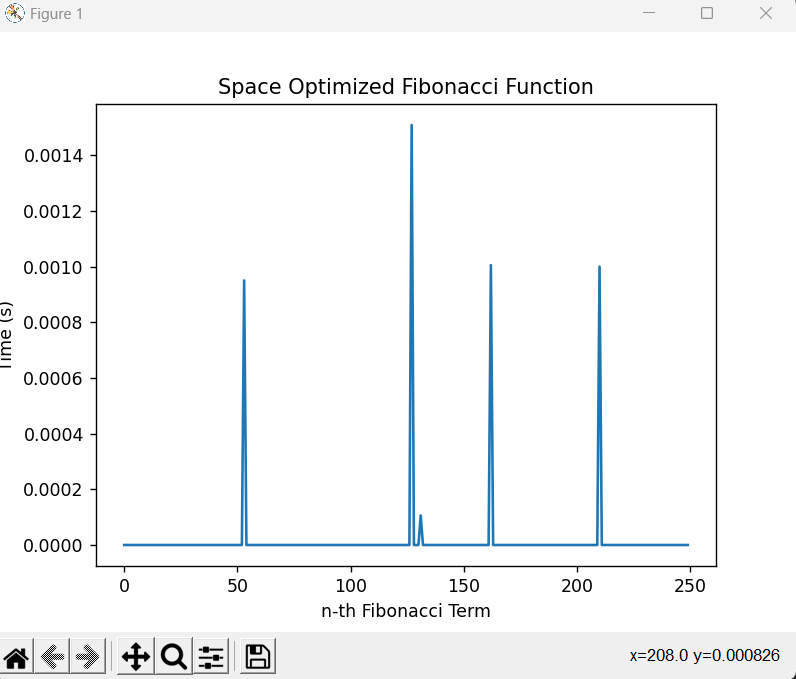 Figure 1
Space Optimized Fibonacci Function
0.0014
0.0012
0.0010
0.0008
0.0006
0.0004
0.0002
0.0000
Time (s)
0 50 100 150 200 250
n-th Fibonacci Term
x=208.0 y=0.000826